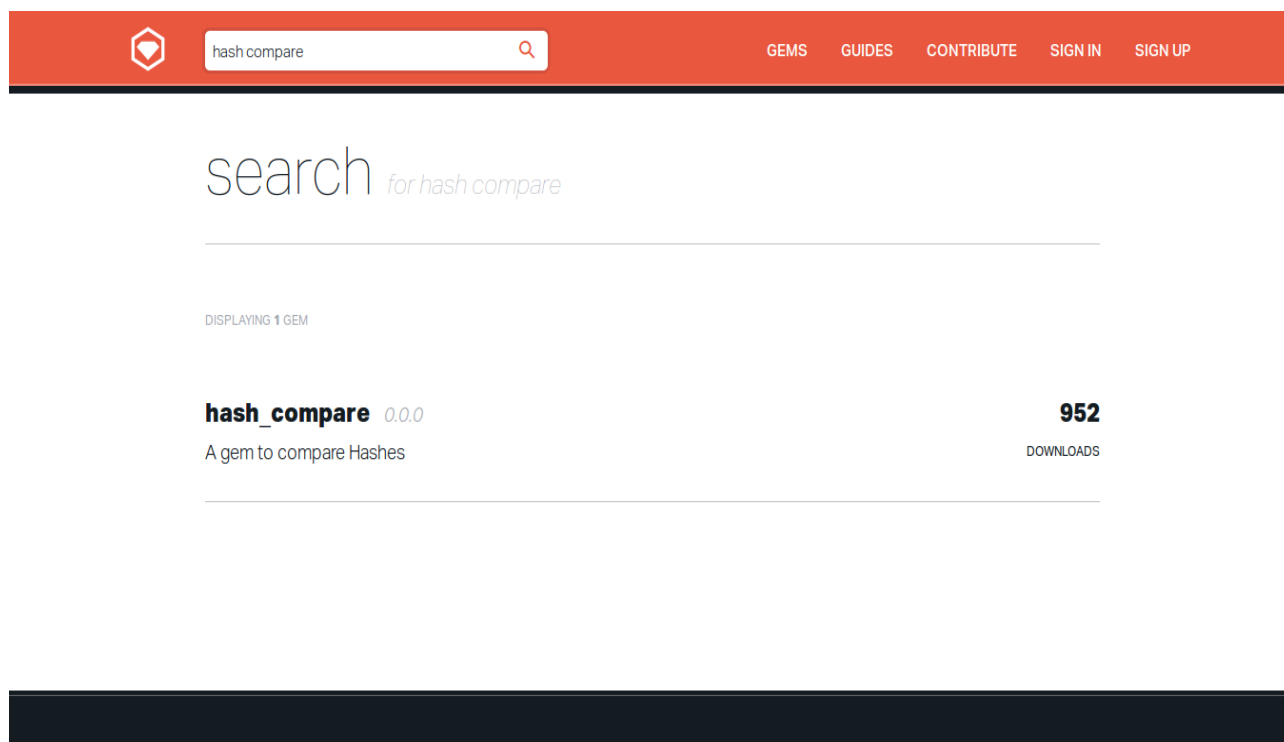 hash compare GEMS GUIDES CONTRIBUTE SIGN IN SIGN UP
search for hash compare
DISPLAYING 1 GEM
hash_compare 0.0.0 952
A gem to compare Hashes DOWNLOADS